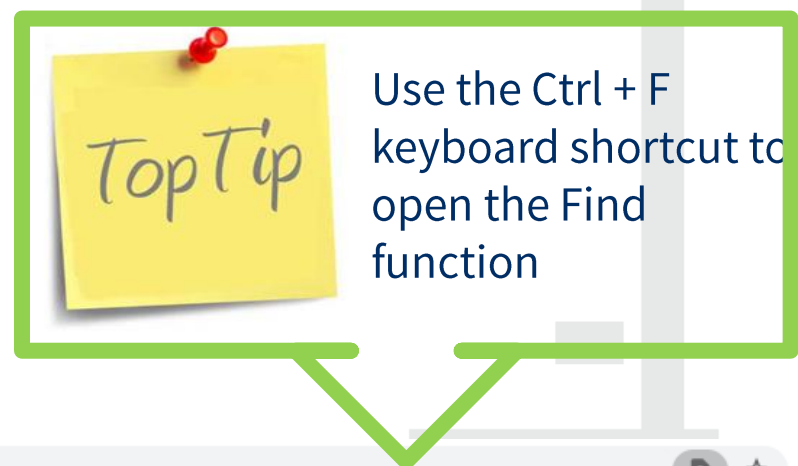 Top Tip
Use the Ctrl + F
keyboard shortcut to
open the Find
function